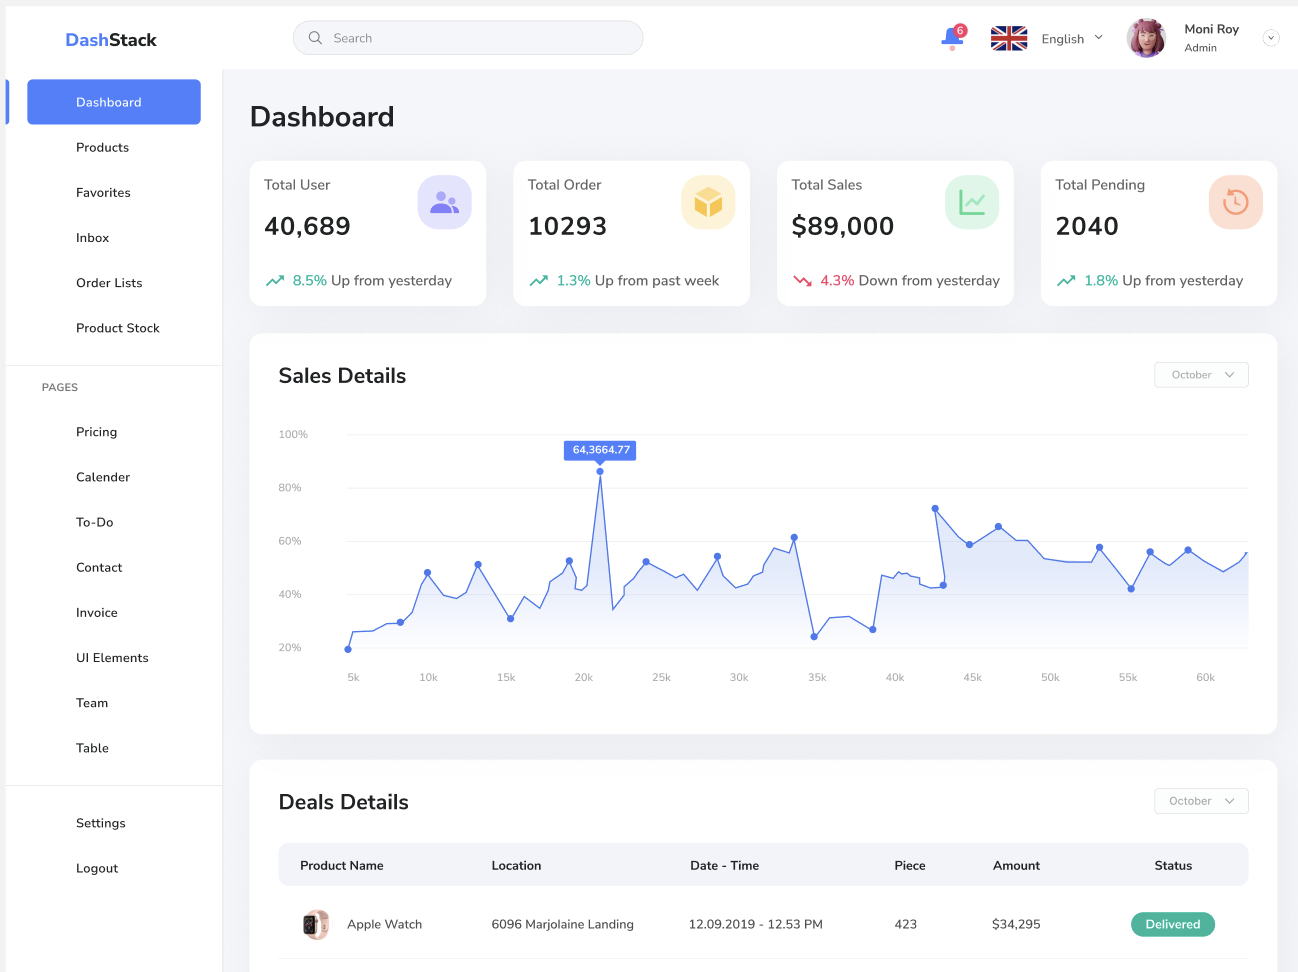 DashStack
Search
6
English
Moni Roy
Admin
Dashboard
Products
Favorites
Inbox
Order Lists
Product Stock
PAGES
Pricing
Calender
To-Do
Contact
Invoice
UI Elements
Team
Table
Settings
Logout
Dashboard
Total User
40,689
8.5% Up from yesterday
Total Order
10293
1.3% Up from past week
Total Sales
$89,000
4.3% Down from yesterday
Total Pending
2040
1.8% Up from yesterday
Sales Details
October
64,3664.77
100%
80%
60%
40%
20%
5k 10k 15k 20k 25k 30k 35k 40k 45k 50k 55k 60k
Deals Details
October
Product Name Location Date - Time Piece Amount Status
Apple Watch 6096 Marjolaine Landing 12.09.2019 - 12.53 PM 423 $34,295 Delivered